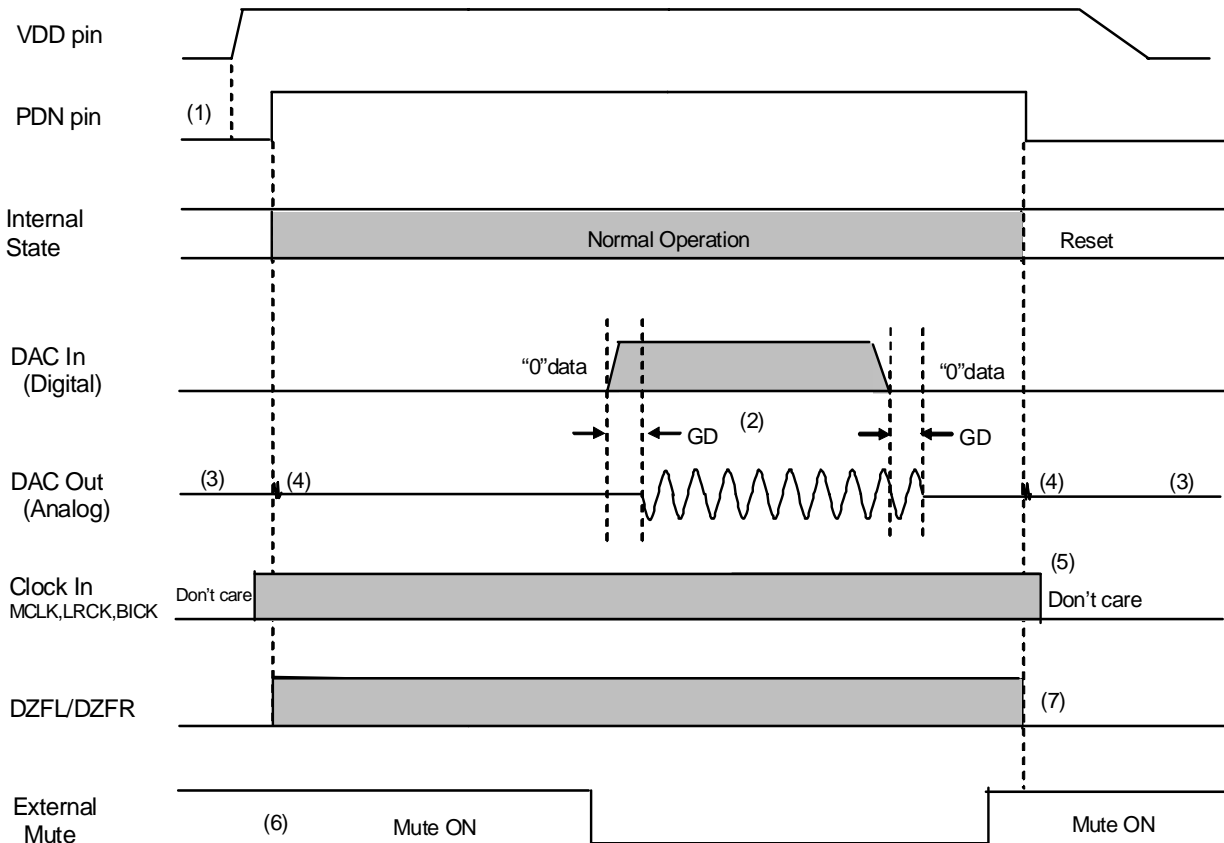 VDD pin
PDN pin
(1)
Internal
State
Normal Operation
Reset
DAC In
(Digital)
“0”data
“0”data
(2)
GD
GD
DAC Out
(Analog)
(3)
(4)
(4)
(3)
Clock In
MCLK,LRCK,BICK
Don’t care
(5)
Don’t care
DZFL/DZFR
(7)
External
Mute
(6)
Mute ON
Mute ON